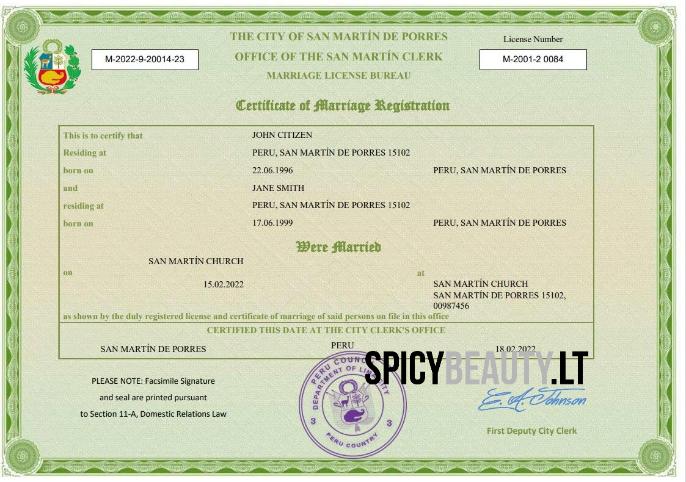 THE CITY OF SAN MARTÍN DE PORRES
License Number
M-2022-9-20014-23
OFFICE OF THE SAN MARTÍN CLERK
M-2001-2 0084
MARRIAGE LICENSE BUREAU
Certificate of Marriage Registration
This is to certify that JOHN CITIZEN
Residing at PERU, SAN MARTÍN DE PORRES 15102
born on 22.06.1996 PERU, SAN MARTÍN DE PORRES
and JANE SMITH
residing at PERU, SAN MARTÍN DE PORRES 15102
born on 17.06.1999 PERU, SAN MARTÍN DE PORRES
Were Married
SAN MARTÍN CHURCH
on at
15.02.2022 SAN MARTÍN CHURCH
SAN MARTÍN DE PORRES 15102,
00987456
as shown by the duly registered license and certificate of marriage of said persons on file in this office
CERTIFIED THIS DATE AT THE CITY CLERK'S OFFICE
SAN MARTÍN DE PORRES PERU 18.02.2022
SPICYBEAUTY.LT
PLEASE NOTE: Facsimile Signature
and seal are printed pursuant
to Section 11-A, Domestic Relations Law
PERU COUNCIL
3 3
PERU COUNTRY
E. A. Johnson
First Deputy City Clerk